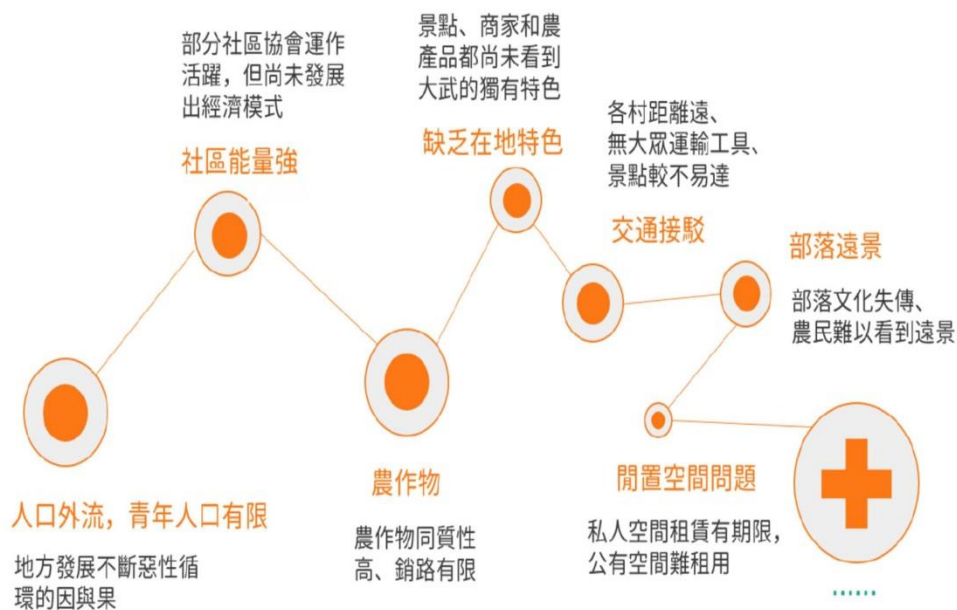 部分社區協會運作
活躍，但尚未發展
出經濟模式
社區能量強
景點、商家和農
產品都尚未看到
大武的獨有特色
缺乏在地特色
各村距離遠、
無大眾運輸工具、
景點較不易達
交通接駁
部落遠景
部落文化失傳、
農民難以看到遠景
人口外流，青年人口有限
地方發展不斷惡性循
環的因與果
農作物
農作物同質性
高、銷路有限
閒置空間問題
私人空間租賃有期限，
公有空間難租用
......